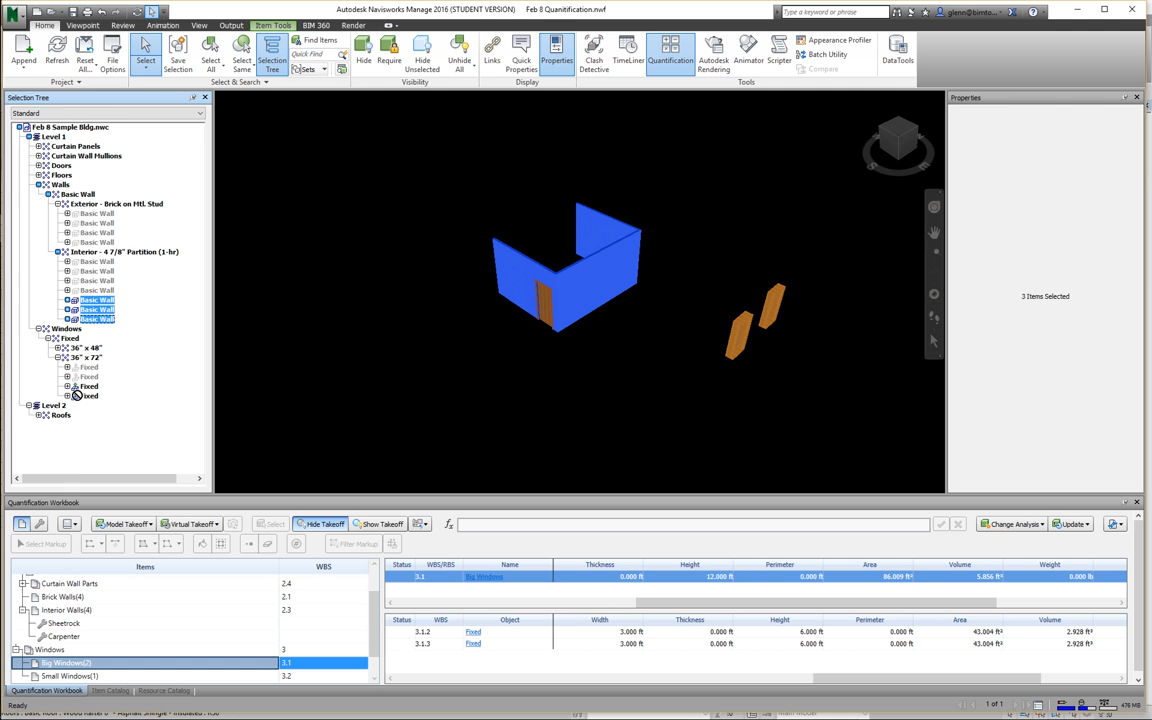 Autodesk Navisworks Manage 2016 (STUDENT VERSION) Feb 8 Qunitification.nwf
Type a keyword or phrase
glenn@bimto...
Home Viewpoint Review Animation View Output Item Tools BIM 360 Render
Append
Refresh
Reset All...
File Options
Select
Save Selection
Select All
Select Same
Selection Tree
Find Items
Quick Find
Sets
Hide
Require
Hide Unselected
Unhide All
Links
Quick Properties
Properties
Clash Detective
TimeLiner
Quantification
Autodesk Rendering
Animator
Scripter
Appearance Profiler
Batch Utility
Compare
DataTools
Project
Select & Search
Visibility
Display
Tools
Selection Tree
Properties
Standard
Feb 8 Sample Bldg.nwc
Level 1
Curtain Panels
Curtain Wall Mullions
Doors
Floors
Walls
Basic Wall
Exterior - Brick on Mtl. Stud
Basic Wall
Basic Wall
Basic Wall
Basic Wall
Interior - 4 7/8" Partition (1-hr)
Basic Wall
Basic Wall
Basic Wall
Basic Wall
Basic Wall
Basic Wall
Basic Wall
Windows
Fixed
36" x 48"
36" x 72"
Fixed
Fixed
Fixed
Fixed
Level 2
Roofs
3 Items Selected
Quantification Workbook
Model Takeoff
Virtual Takeoff
Select
Hide Takeoff
Show Takeoff
fx
Change Analysis
Update
Select Markup
Filter Markup
Items WBS
Curtain Wall Parts 2.4
Brick Walls(4) 2.1
Interior Walls(4) 2.3
Sheetrock
Carpenter
Windows 3
Big Windows(2) 3.1
Small Windows(1) 3.2
Status WBS/RBS Name Thickness Height Perimeter Area Volume Weight
3.1 Big Windows 0.000 ft 12.000 ft 0.000 ft 86.009 ft² 5.856 ft³ 0.000 lb
Status WBS Object Width Thickness Height Perimeter Area Volume
3.1.2 Fixed 3.000 ft 0.000 ft 6.000 ft 0.000 ft 43.004 ft² 2.928 ft³
3.1.3 Fixed 3.000 ft 0.000 ft 6.000 ft 0.000 ft 43.004 ft² 2.928 ft³
Quantification Workbook Item Catalog Resource Catalog
Ready
1 of 1
476 MB